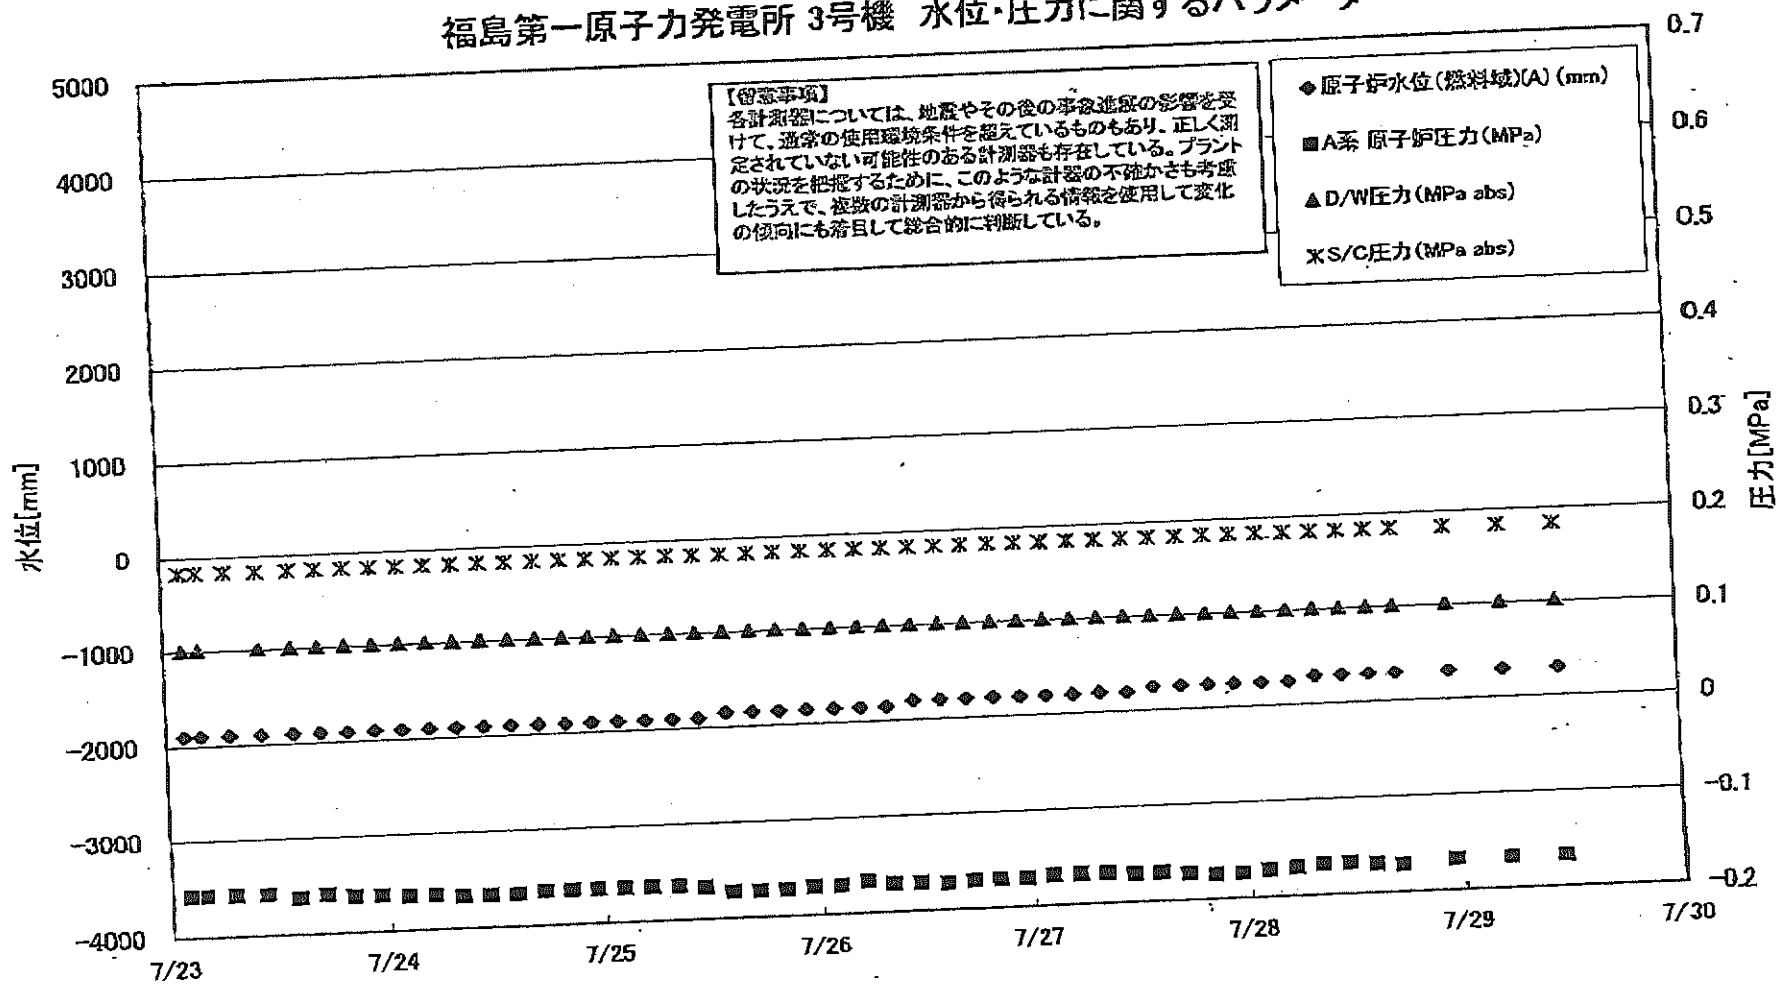 福島第一原子力発電所 3号機 水位・圧力に関するパラメータ
【留意事項】
各計測器については、地震やその後の事象進展の影響を受
けて、通常の使用環境条件を超えているものもあり、正しく測
定されていない可能性のある計測器も存在している。プラント
の状況を把握するために、このような計器の不確かさも考慮
したうえで、複数の計測器から得られる情報を使用して変化
の傾向にも着目して総合的に判断している。
◆原子炉水位(燃料域)(A) (mm)
■A系 原子炉圧力(MPa)
▲D/W圧力(MPa abs)
S/C圧力(MPa abs)
水位[mm]
5000
4000
3000
2000
1000
0
-1000
-2000
-3000
-4000
圧力[MPa]
0.7
0.6
0.5
0.4
0.3
0.2
0.1
0
-0.1
-0.2
7/23
7/24
7/25
7/26
7/27
7/28
7/29
7/30